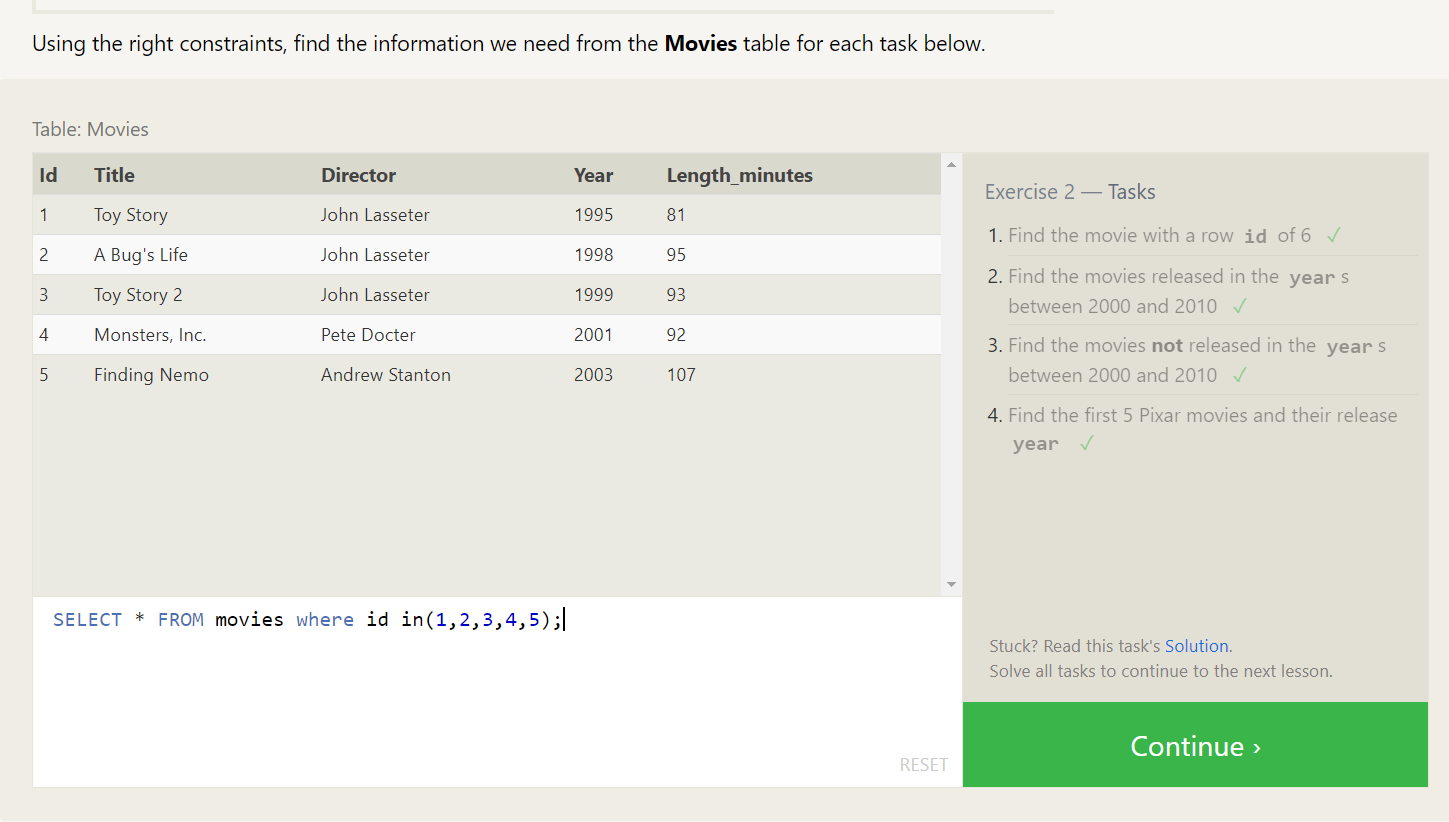 Using the right constraints, find the information we need from the Movies table for each task below.
Table: Movies
Id Title Director Year Length_minutes
1 Toy Story John Lasseter 1995 81
2 A Bug's Life John Lasseter 1998 95
3 Toy Story 2 John Lasseter 1999 93
4 Monsters, Inc. Pete Docter 2001 92
5 Finding Nemo Andrew Stanton 2003 107
SELECT * FROM movies where id in(1,2,3,4,5);
RESET
Exercise 2 — Tasks
1. Find the movie with a row id of 6 ✓
2. Find the movies released in the year s
between 2000 and 2010 ✓
3. Find the movies not released in the year s
between 2000 and 2010 ✓
4. Find the first 5 Pixar movies and their release
year ✓
Stuck? Read this task's Solution.
Solve all tasks to continue to the next lesson.
Continue ›